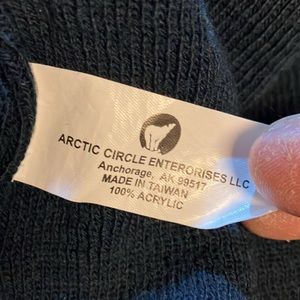 ARCTIC CIRCLE ENTERORISES LLC
Anchorage, AK 99517
MADE IN TAIWAN
100% ACRYLIC